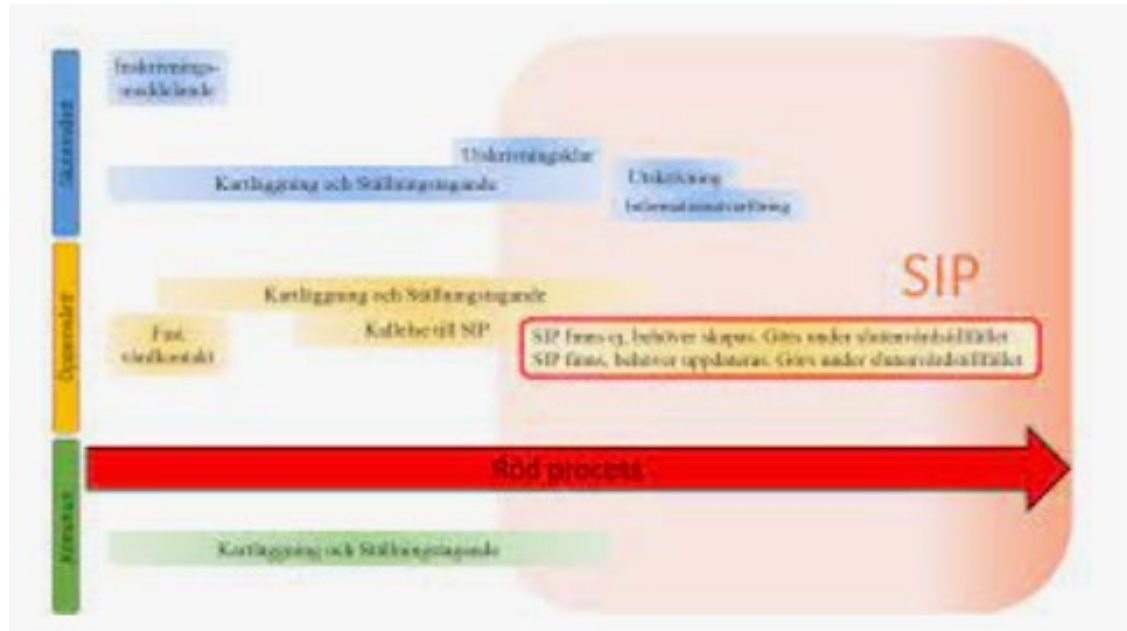 Inskrivnings-
meddelande
Utskrivningsklar
Kartläggning och Ställningstagande
Utskrivning
Informationsöverföring
SIP
Kartläggning och Ställningstagande
Fast
vårdkontakt
Kallelse till SIP
SIP finns ej, behöver skapas. Görs under slutenvårdstillfället
SIP finns, behöver uppdateras. Görs under slutenvårdstillfället
Röd process
Kartläggning och Ställningstagande